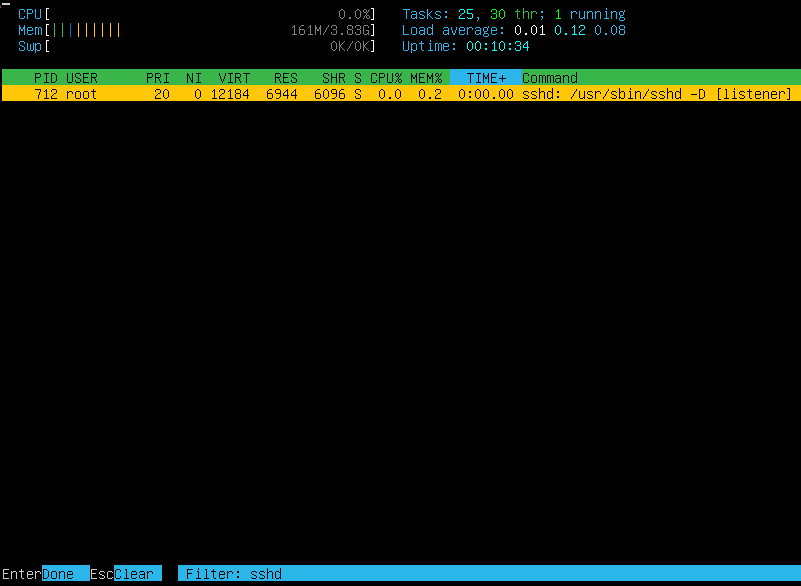 CPU[ 0.0%] Tasks: 25, 30 thr; 1 running
Mem[||||||||| 161M/3.83G] Load average: 0.01 0.12 0.08
Swp[ 0K/0K] Uptime: 00:10:34
PID USER PRI NI VIRT RES SHR S CPU% MEM% TIME+ Command
712 root 20 0 12184 6944 6096 S 0.0 0.2 0:00.00 sshd: /usr/sbin/sshd -D [listener]
EnterDone EscClear Filter: sshd